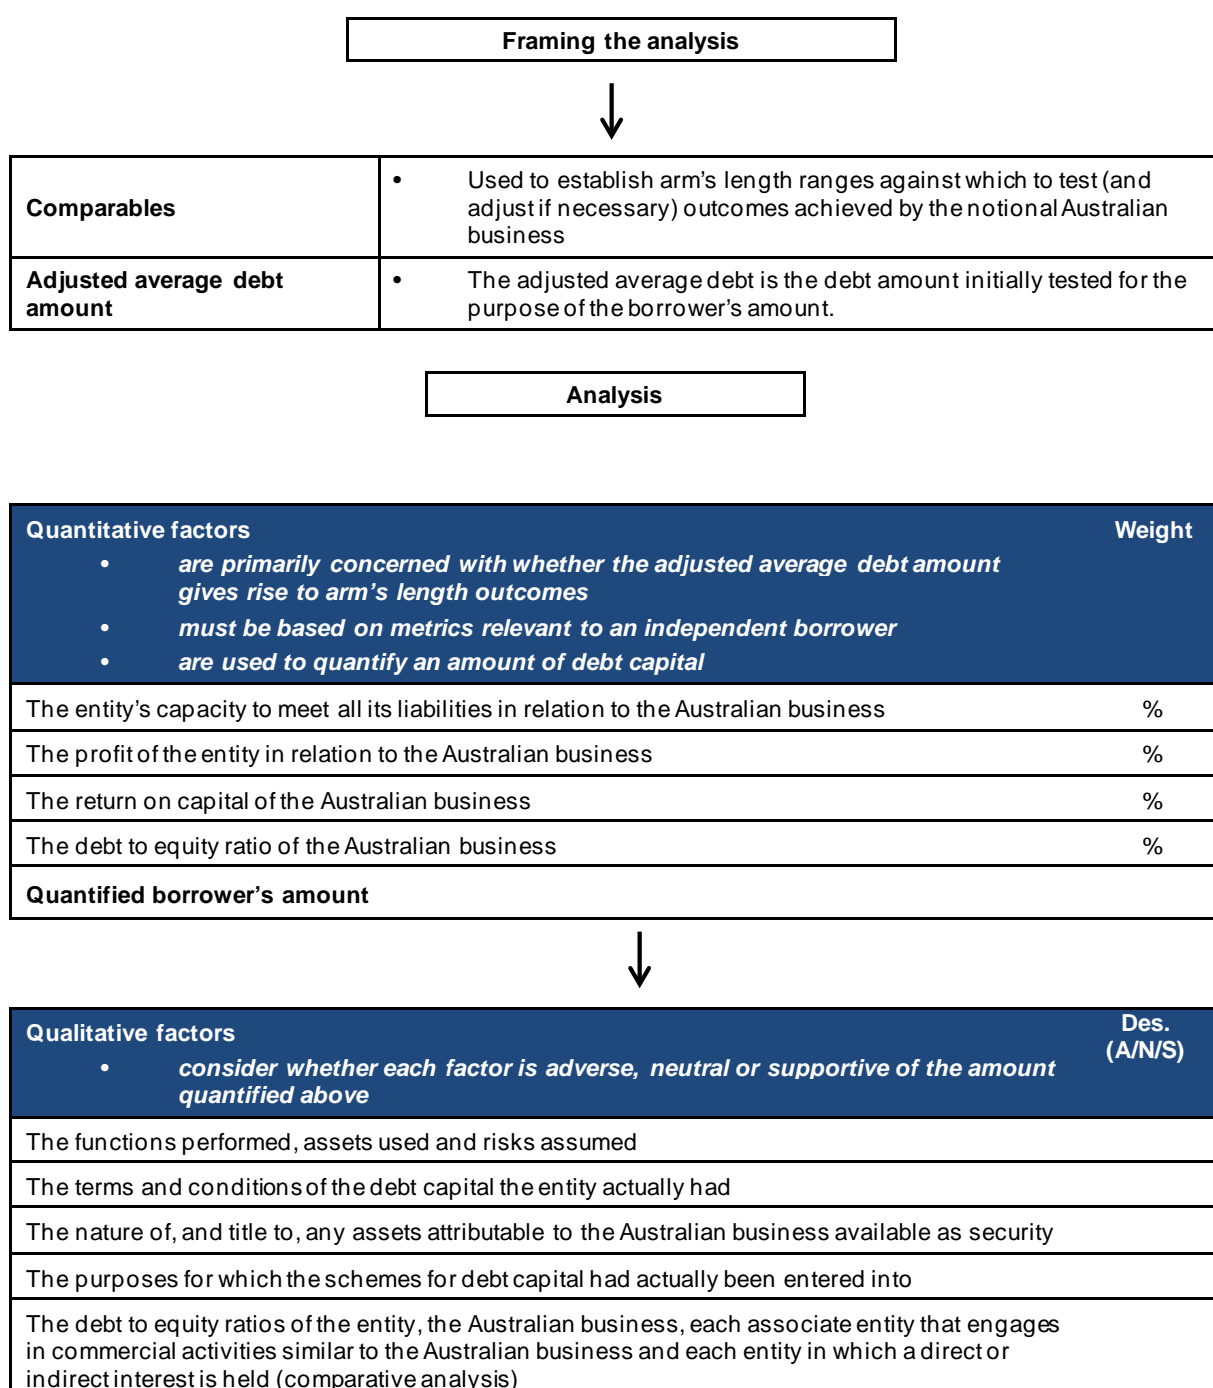 Framing the analysis
Comparables
• Used to establish arm's length ranges against which to test (and
adjust if necessary) outcomes achieved by the notional Australian
business
Adjusted average debt
amount
• The adjusted average debt is the debt amount initially tested for the
purpose of the borrower's amount.
Analysis
Quantitative factors Weight
• are primarily concerned with whether the adjusted average debt amount
gives rise to arm's length outcomes
• must be based on metrics relevant to an independent borrower
• are used to quantify an amount of debt capital
The entity's capacity to meet all its liabilities in relation to the Australian business %
The profit of the entity in relation to the Australian business %
The return on capital of the Australian business %
The debt to equity ratio of the Australian business %
Quantified borrower's amount
Qualitative factors Des.
(A/N/S)
• consider whether each factor is adverse, neutral or supportive of the amount
quantified above
The functions performed, assets used and risks assumed
The terms and conditions of the debt capital the entity actually had
The nature of, and title to, any assets attributable to the Australian business available as security
The purposes for which the schemes for debt capital had actually been entered into
The debt to equity ratios of the entity, the Australian business, each associate entity that engages
in commercial activities similar to the Australian business and each entity in which a direct or
indirect interest is held (comparative analysis)